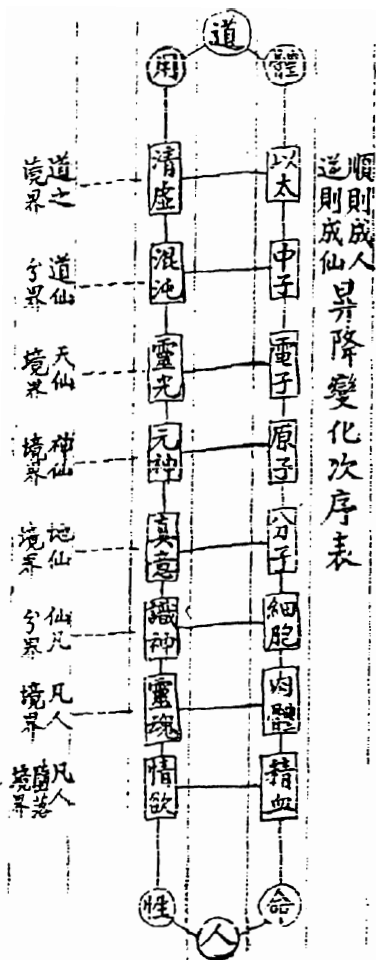 順則成人
逆則成仙
昇降變化次序表
道
體
用
以太
中子
電子
原子
分子
細胞
肉體
精血
命
清虛
混沌
靈光
元神
真意
識神
靈魂
情欲
性
人
道之
境界
道仙
分界
天仙
境界
神仙
境界
地仙
境界
仙凡
分界
凡人
境界
凡人
墮落
境界